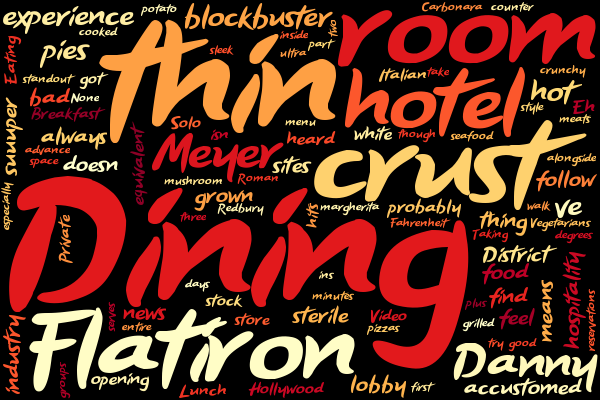 experience
potato
blockbuster
Carbonara
counter
cooked
inside
two
room
Eating
pies
thin
sleek
ultra
part
standout
got
Italian
take
crunchy
bad
None
menu
hotel
hot
Breakfast
style
Eh
suuuper
Solo
isn
heard
white
though
seafood
meats
always
advance
space
doesn
equivalent
Meyer
sites
crust
alongside
follow
mushroom
Roman
especially
grown
Redbury
hits
margherita
probably
Fahrenheit
thing
walk
ve
Vegetarians
Taking
degrees
Private
three
Dining
District
food
hospitality
days
ins
minutes
stock
plus
find
means
industry
saves
news
entire
store
sterile
Video
pizzas
grilled
feel
reservations
Flatiron
try
good
groups
opening
Lunch
Hollywood
lobby
first
Danny
accustomed